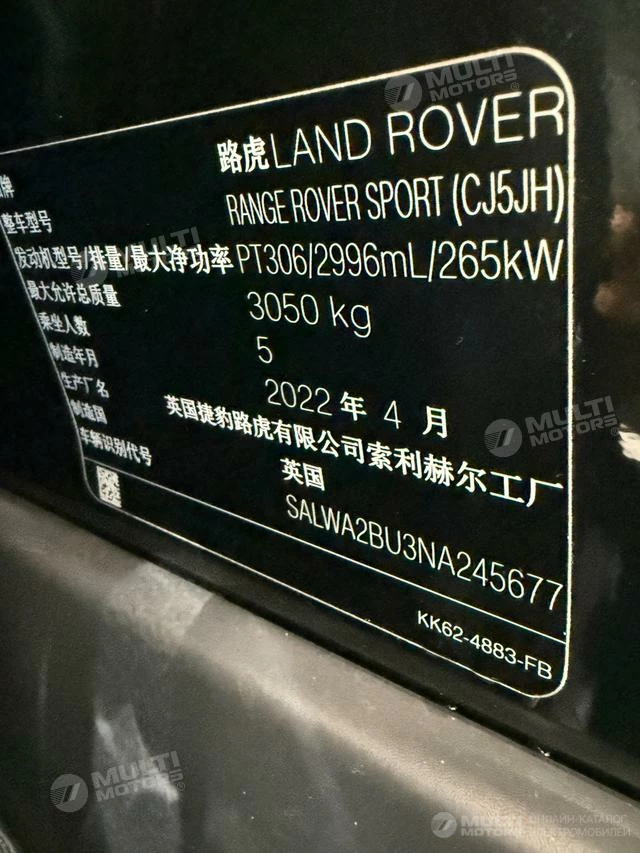 MULTI MOTORS®
路虎LAND ROVER
牌
RANGE ROVER SPORT (CJ5JH)
整车型号
发动机型号/排量/最大净功率 PT306/2996mL/265kW
最大允许总质量 3050 kg
乘坐人数 5
制造年月 2022 年 4 月
生产厂名 英国捷豹路虎有限公司索利赫尔工厂
制造国 英国
车辆识别代号 SALWA2BU3NA245677
KK62-4883-FB
MULTI MOTORS®
MULTI MOTORS®
MULTI MOTORS®
MULTI MOTORS
ОНЛАЙН-КАТАЛОГ
ЭЛЕКТРОМОБИЛЕЙ